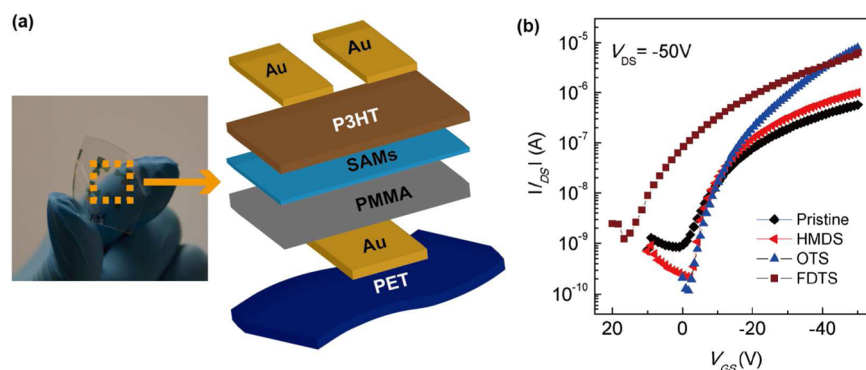 (a)
Au
Au
P3HT
SAMs
PMMA
Au
PET
(b)
V_DS = -50V
10^-5
10^-6
10^-7
10^-8
10^-9
10^-10
|I_DS| (A)
Pristine
HMDS
OTS
FDTS
20
0
-20
-40
V_GS (V)